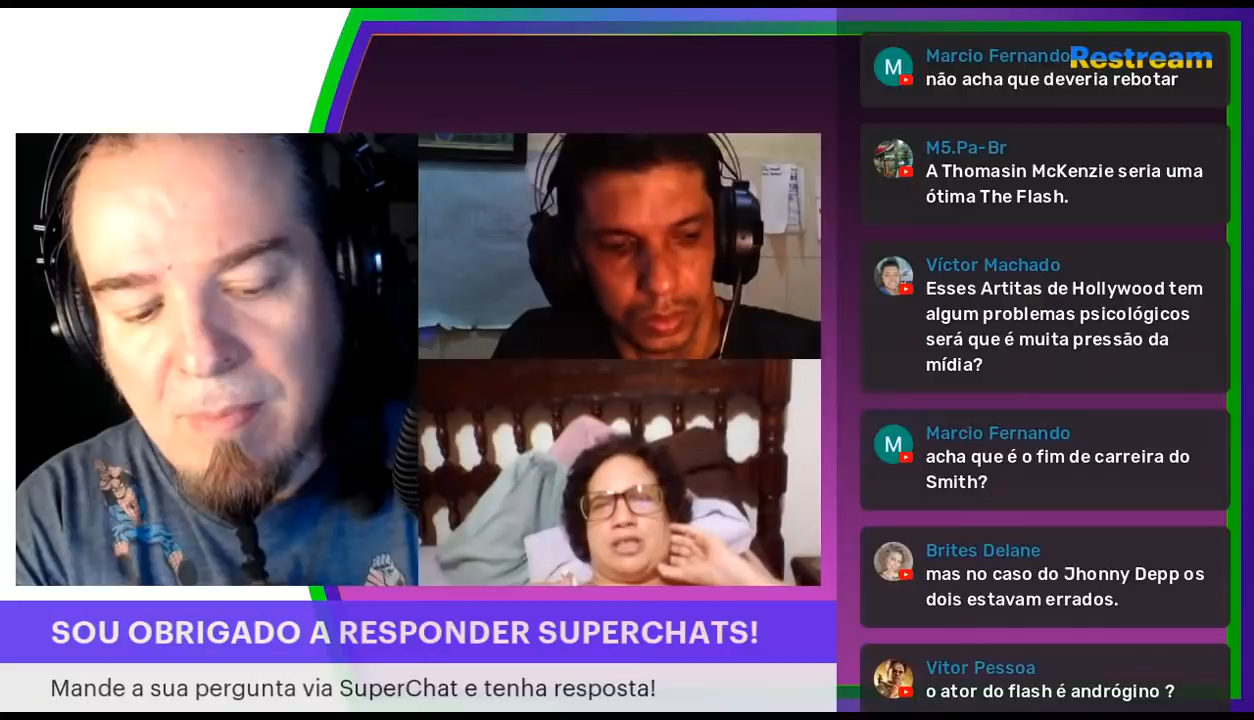 Restream
Marcio Fernando
não acha que deveria rebotar
M5.Pa-Br
A Thomasin McKenzie seria uma
ótima The Flash.
Víctor Machado
Esses Artitas de Hollywood tem
algum problemas psicológicos
será que é muita pressão da
mídia?
M
Marcio Fernando
acha que é o fim de carreira do
Smith?
Brites Delane
mas no caso do Jhonny Depp os
dois estavam errados.
Vitor Pessoa
o ator do flash é andrógino ?
M
SOU OBRIGADO A RESPONDER SUPERCHATS!
Mande a sua pergunta via SuperChat e tenha resposta!